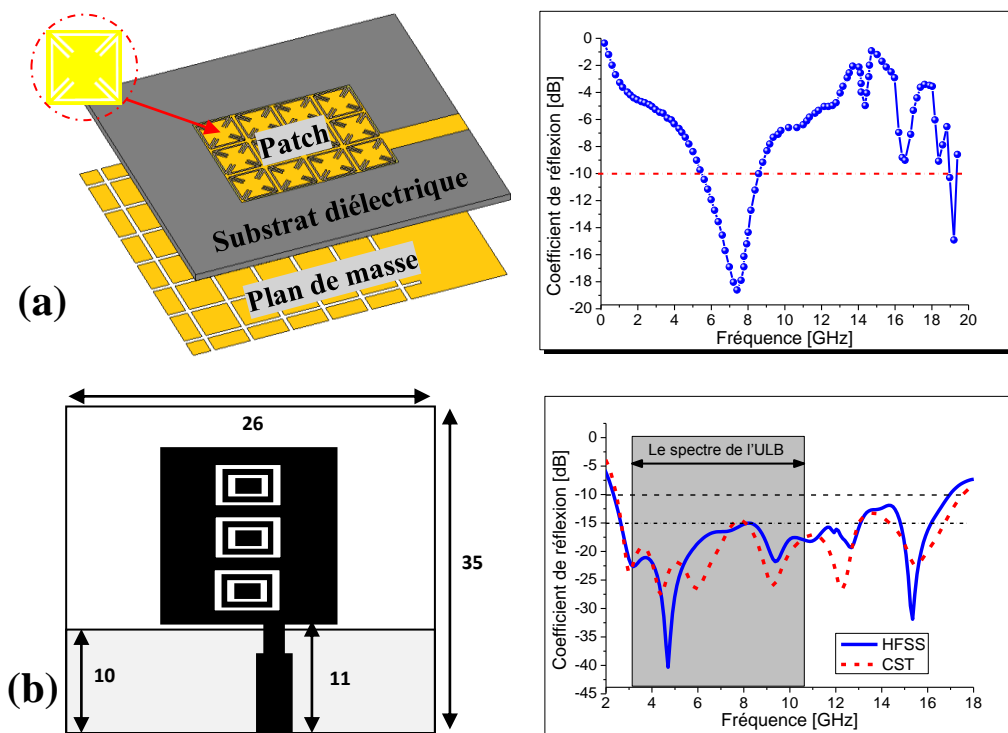 Patch
Substrat diélectrique
Plan de masse
(a)
Coefficient de réflexion [dB]
0
-2
-4
-6
-8
-10
-12
-14
-16
-18
-20
0 2 4 6 8 10 12 14 16 18 20
Fréquence [GHz]
26
35
10
11
(b)
Coefficient de réflexion [dB]
0
-5
-10
-15
-20
-25
-30
-35
-40
-45
Le spectre de l'ULB
HFSS
CST
2 4 6 8 10 12 14 16 18
Fréquence [GHz]